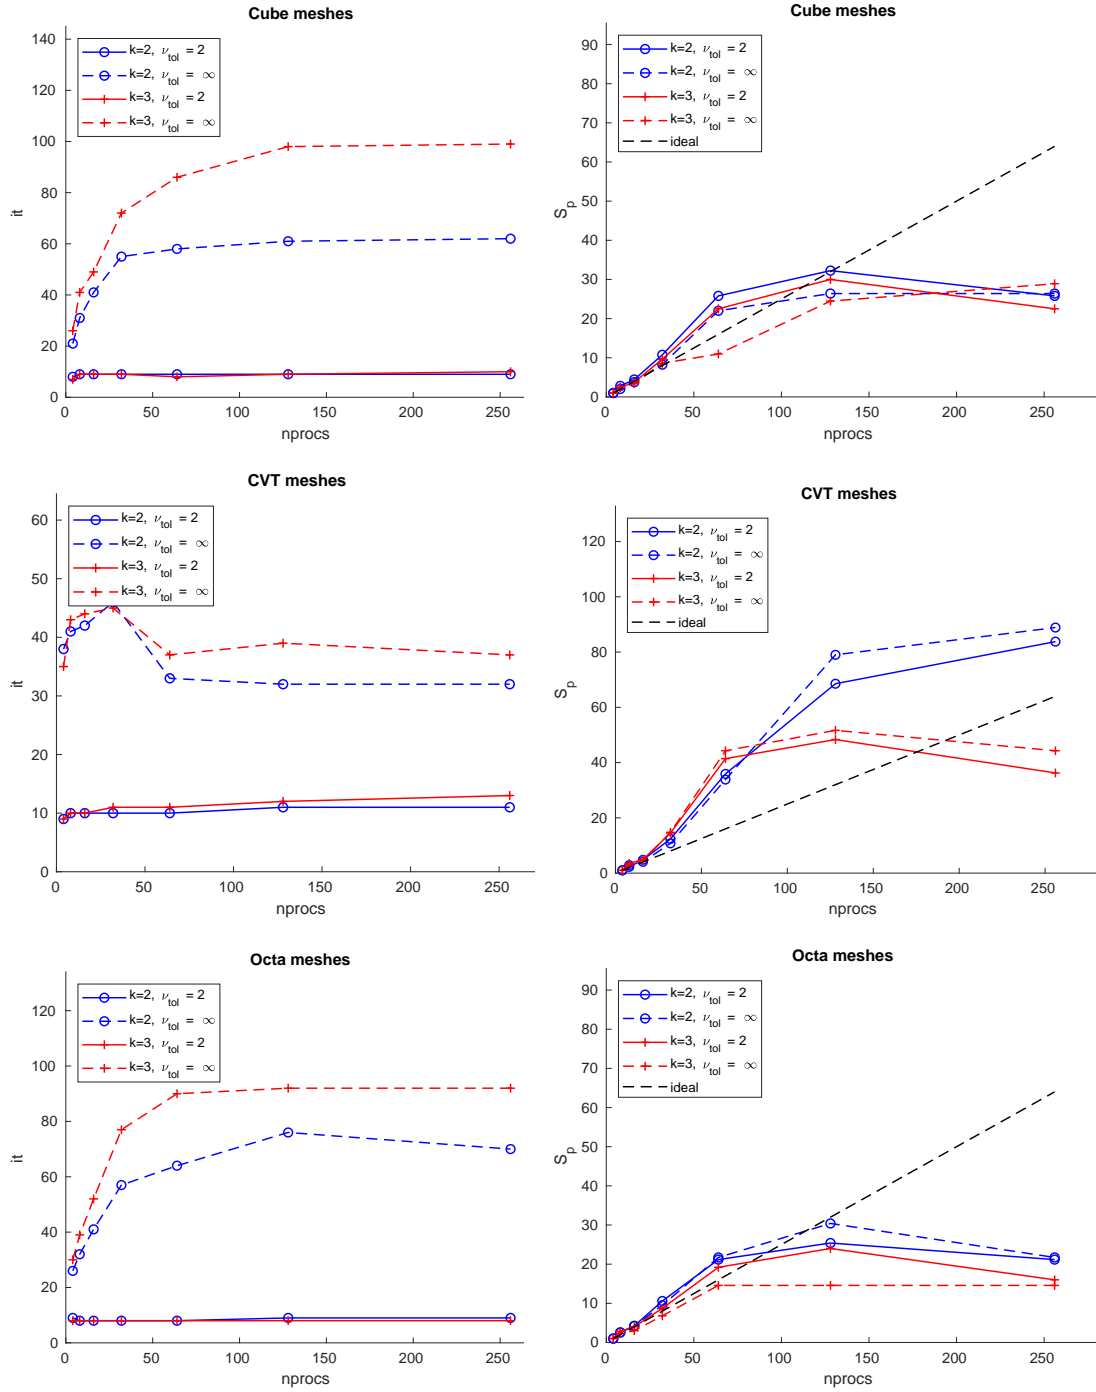 Cube meshes
140
120
100
80
60
40
20
0
it
0 50 100 150 200 250
nprocs
k=2, ν_tol = 2
k=2, ν_tol = ∞
k=3, ν_tol = 2
k=3, ν_tol = ∞
Cube meshes
90
80
70
60
50
40
30
20
10
0
S_p
0 50 100 150 200 250
nprocs
k=2, ν_tol = 2
k=2, ν_tol = ∞
k=3, ν_tol = 2
k=3, ν_tol = ∞
ideal
CVT meshes
60
50
40
30
20
10
0
it
0 50 100 150 200 250
nprocs
k=2, ν_tol = 2
k=2, ν_tol = ∞
k=3, ν_tol = 2
k=3, ν_tol = ∞
CVT meshes
120
100
80
60
40
20
0
S_p
0 50 100 150 200 250
nprocs
k=2, ν_tol = 2
k=2, ν_tol = ∞
k=3, ν_tol = 2
k=3, ν_tol = ∞
ideal
Octa meshes
120
100
80
60
40
20
0
it
0 50 100 150 200 250
nprocs
k=2, ν_tol = 2
k=2, ν_tol = ∞
k=3, ν_tol = 2
k=3, ν_tol = ∞
Octa meshes
90
80
70
60
50
40
30
20
10
0
S_p
0 50 100 150 200 250
nprocs
k=2, ν_tol = 2
k=2, ν_tol = ∞
k=3, ν_tol = 2
k=3, ν_tol = ∞
ideal